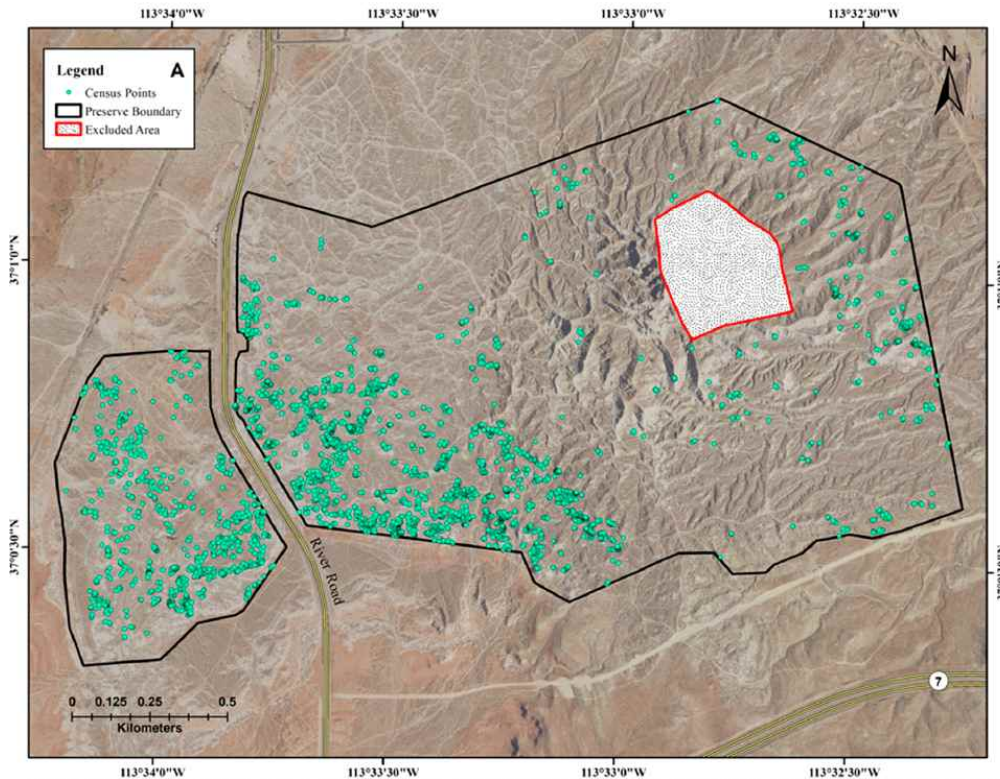 113°34'0"W 113°33'30"W 113°33'0"W 113°32'30"W
Legend A
Census Points
Preserve Boundary
Excluded Area
N
37°1'0"N
37°0'30"N
River Road
7
0 0.125 0.25 0.5
Kilometers
113°34'0"W 113°33'30"W 113°33'0"W 113°32'30"W